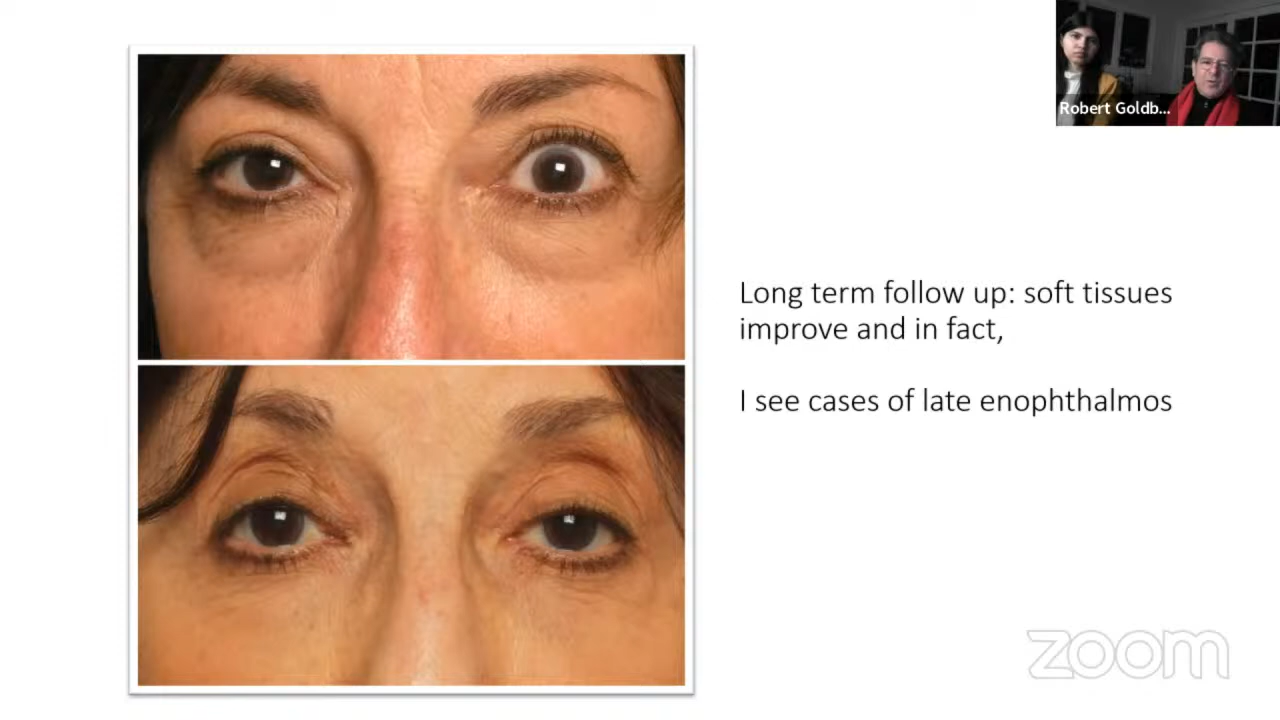 Robert Goldb...
Long term follow up: soft tissues
improve and in fact,
I see cases of late enophthalmos
zoom